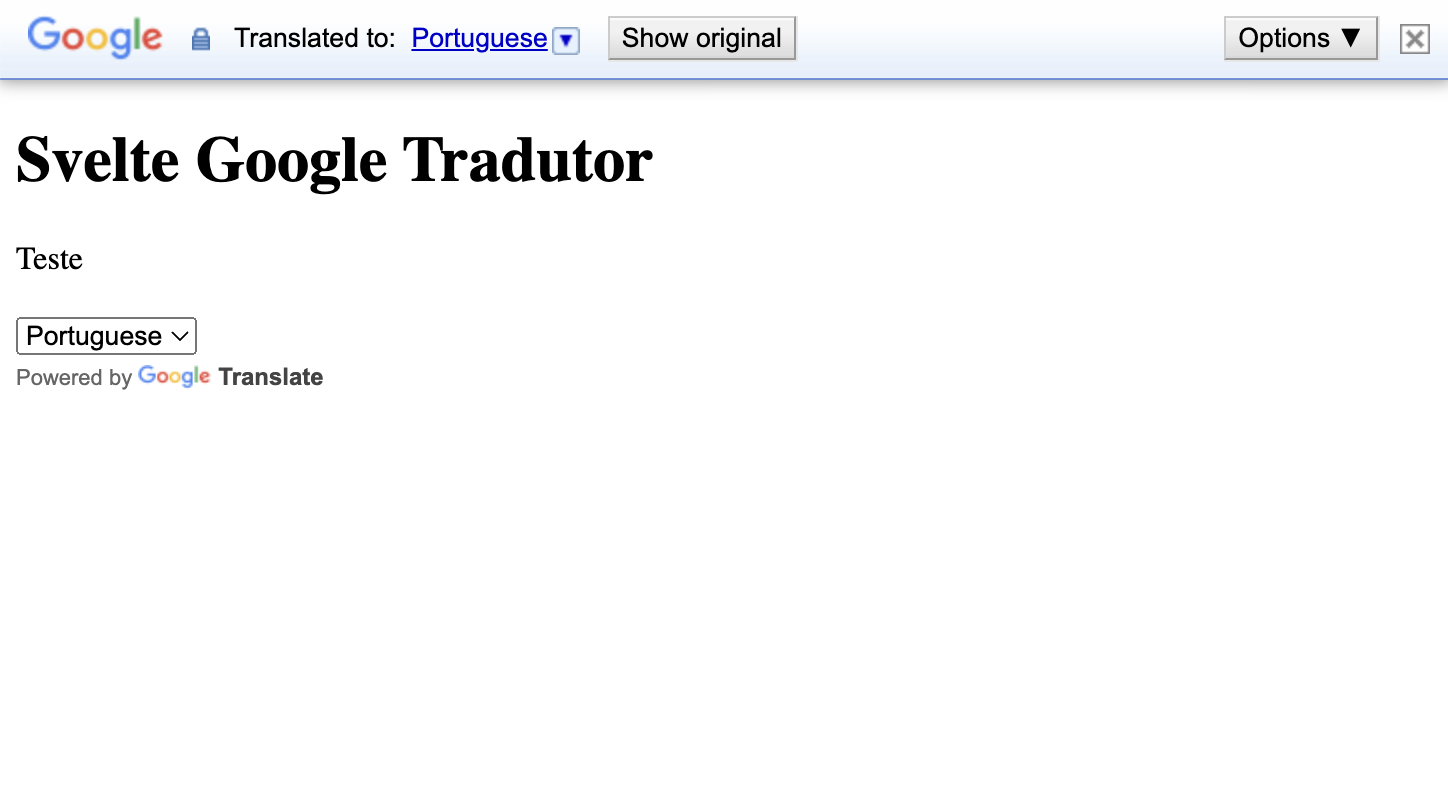 Google Translated to: Portuguese ▼ Show original Options ▼
Svelte Google Tradutor
Teste
Portuguese
Powered by Google Translate